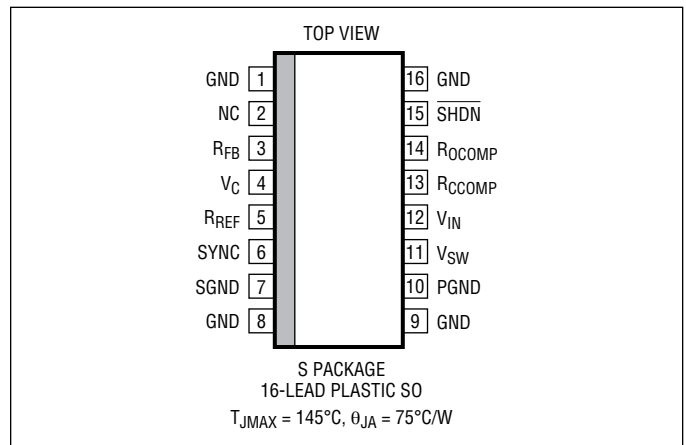 TOP VIEW
GND 1
NC 2
RFB 3
VC 4
RREF 5
SYNC 6
SGND 7
GND 8
16 GND
15 SHDN
14 ROCOMP
13 RCCOMP
12 VIN
11 VSW
10 PGND
9 GND
S PACKAGE
16-LEAD PLASTIC SO
TJMAX = 145°C, θJA = 75°C/W